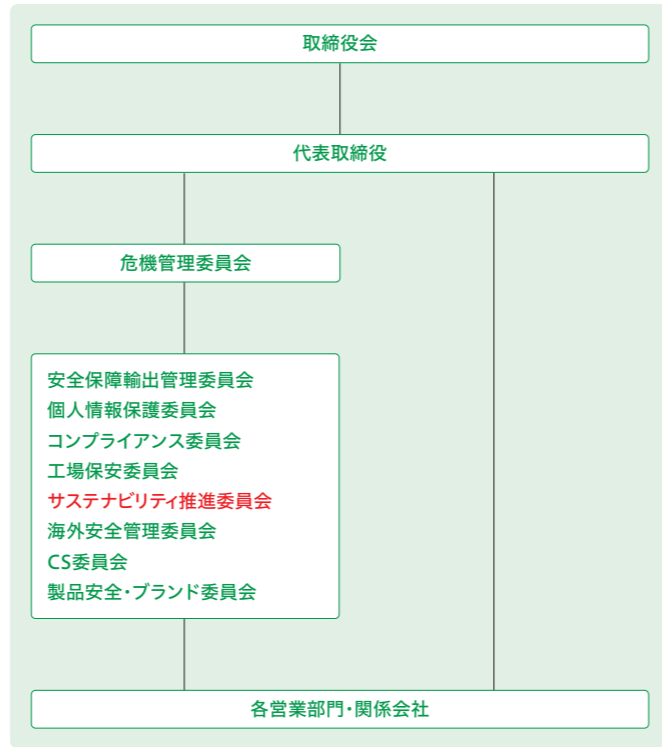 取締役会
代表取締役
危機管理委員会
安全保障輸出管理委員会
個人情報保護委員会
コンプライアンス委員会
工場保安委員会
サステナビリティ推進委員会
海外安全管理委員会
CS委員会
製品安全・ブランド委員会
各営業部門・関係会社